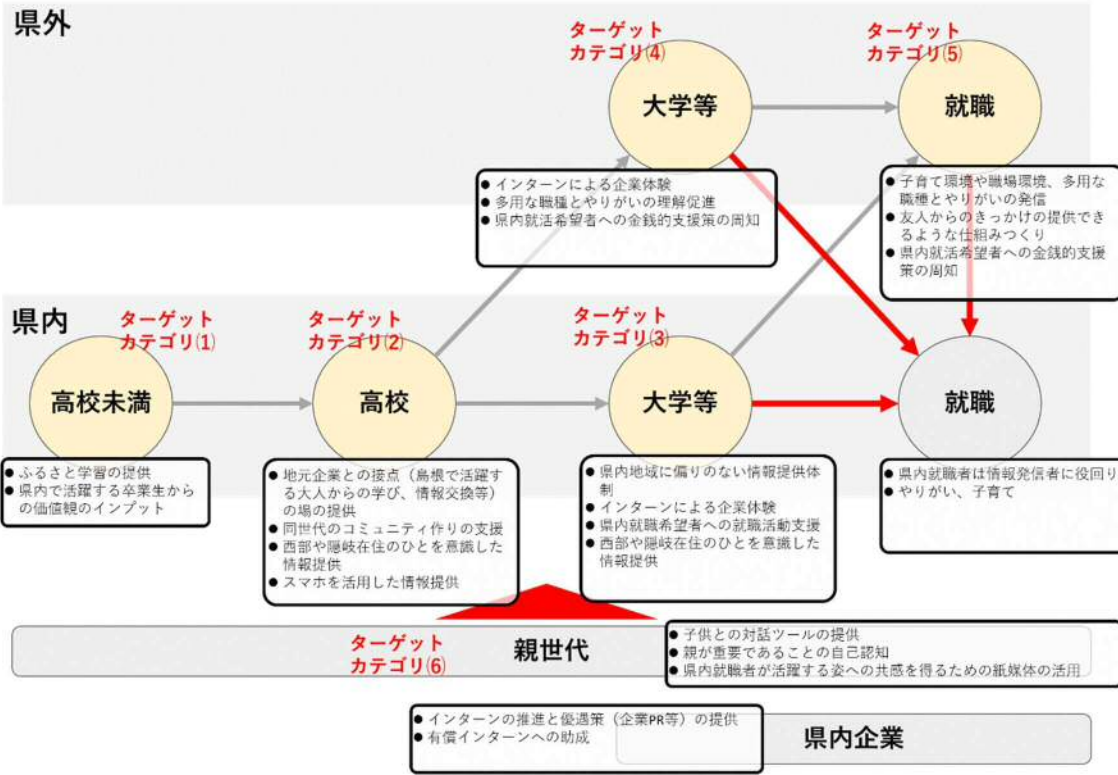 県外
ターゲット
カテゴリ(4)
大学等
ターゲット
カテゴリ(5)
就職
● インターンによる企業体験
● 多用な職種とやりがいの理解促進
● 県内就活希望者への金銭的支援策の周知
● 子育て環境や職場環境、多用な
職種とやりがいの発信
● 友人からのきっかけの提供でき
るような仕組みつくり
● 県内就活希望者への金銭的支援
策の周知
県内
ターゲット
カテゴリ(1)
高校未満
ターゲット
カテゴリ(2)
高校
ターゲット
カテゴリ(3)
大学等
就職
● ふるさと学習の提供
● 県内で活躍する卒業生から
の価値観のインプット
● 地元企業との接点（島根で活躍す
る大人からの学び、情報交換等）
の場の提供
● 同世代のコミュニティ作りの支援
● 西部や隠岐在住のひとを意識した
情報提供
● スマホを活用した情報提供
● 県内地域に偏りのない情報提供体
制
● インターンによる企業体験
● 県内就職希望者への就職活動支援
● 西部や隠岐在住のひとを意識した
情報提供
● 県内就職者は情報発信者に役回り
● やりがい、子育て
ターゲット
カテゴリ(6)
親世代
● 子供との対話ツールの提供
● 親が重要であることの自己認知
● 県内就職者が活躍する姿への共感を得るための紙媒体の活用
● インターンの推進と優遇策（企業PR等）の提供
● 有償インターンへの助成
県内企業